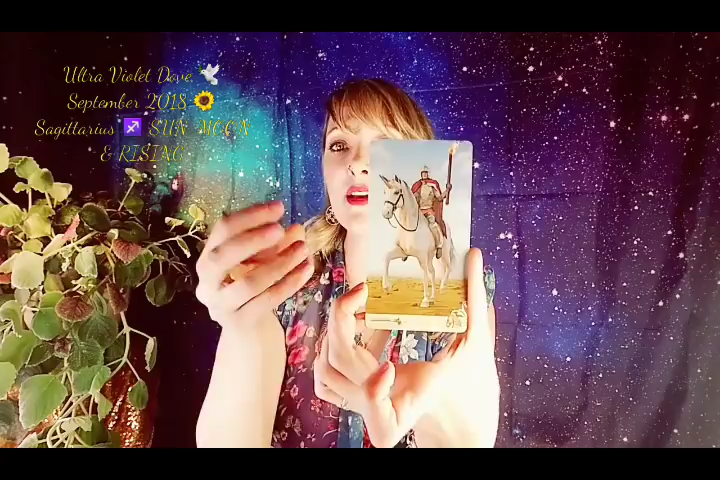 Ultra Violet Dove 🕊
September 2018 🌻
Sagittarius ♐ SUN MOON
& RISING